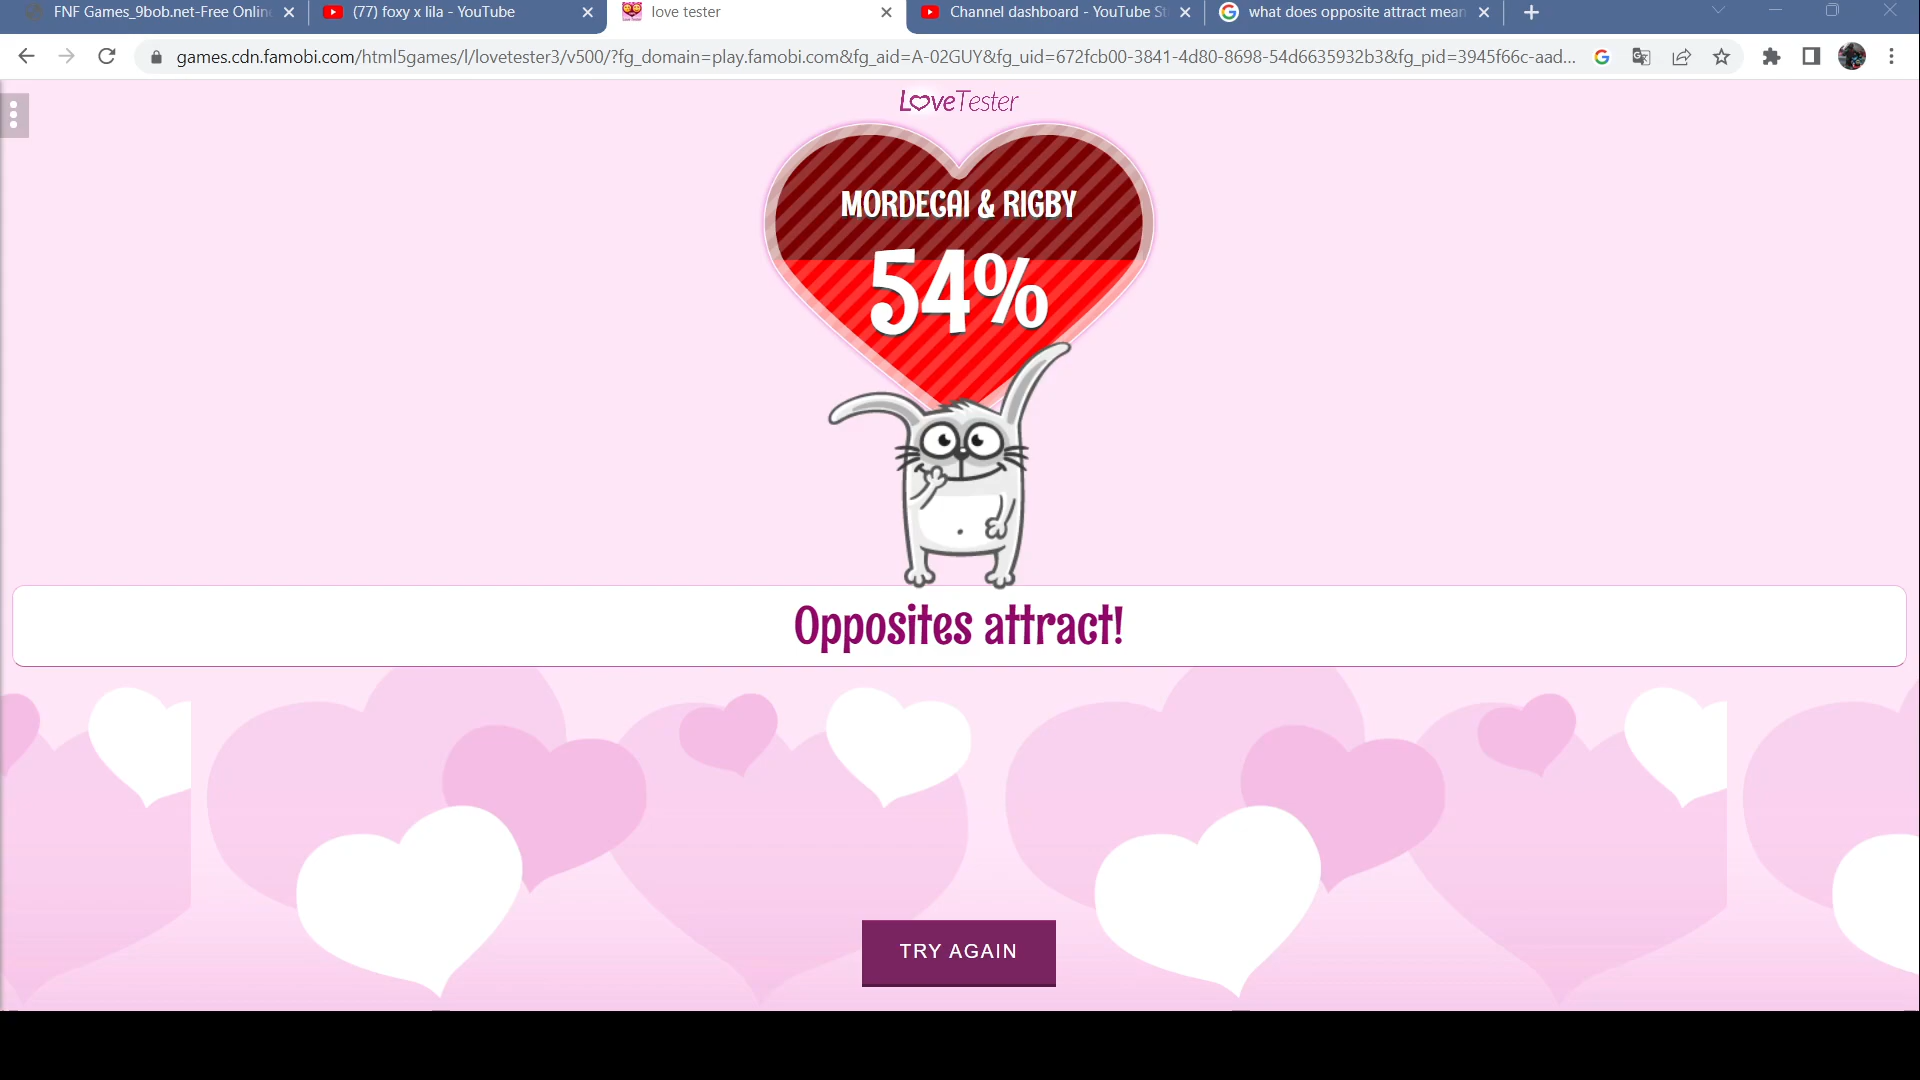 FNF Games_9bob.net-Free Online
(77) foxy x lila - YouTube
love tester
Channel dashboard - YouTube St
what does opposite attract mean
games.cdn.famobi.com/html5games/l/lovetester3/v500/?fg_domain=play.famobi.com&fg_aid=A-02GUY&fg_uid=672fcb00-3841-4d80-8698-54d6635932b3&fg_pid=3945f66c-aad...
LoveTester
MORDECAI & RIGBY
54%
Opposites attract!
TRY AGAIN